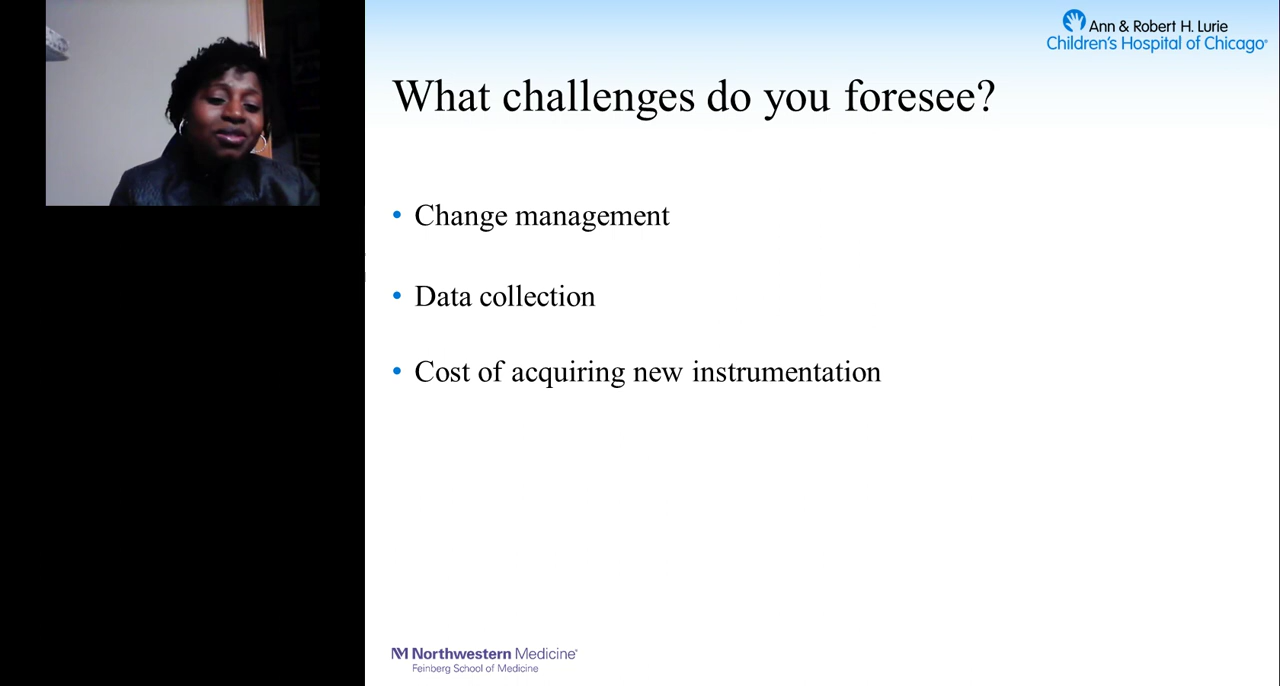 Ann & Robert H. Lurie
Children's Hospital of Chicago®
What challenges do you foresee?
• Change management
• Data collection
• Cost of acquiring new instrumentation
Northwestern Medicine®
Feinberg School of Medicine